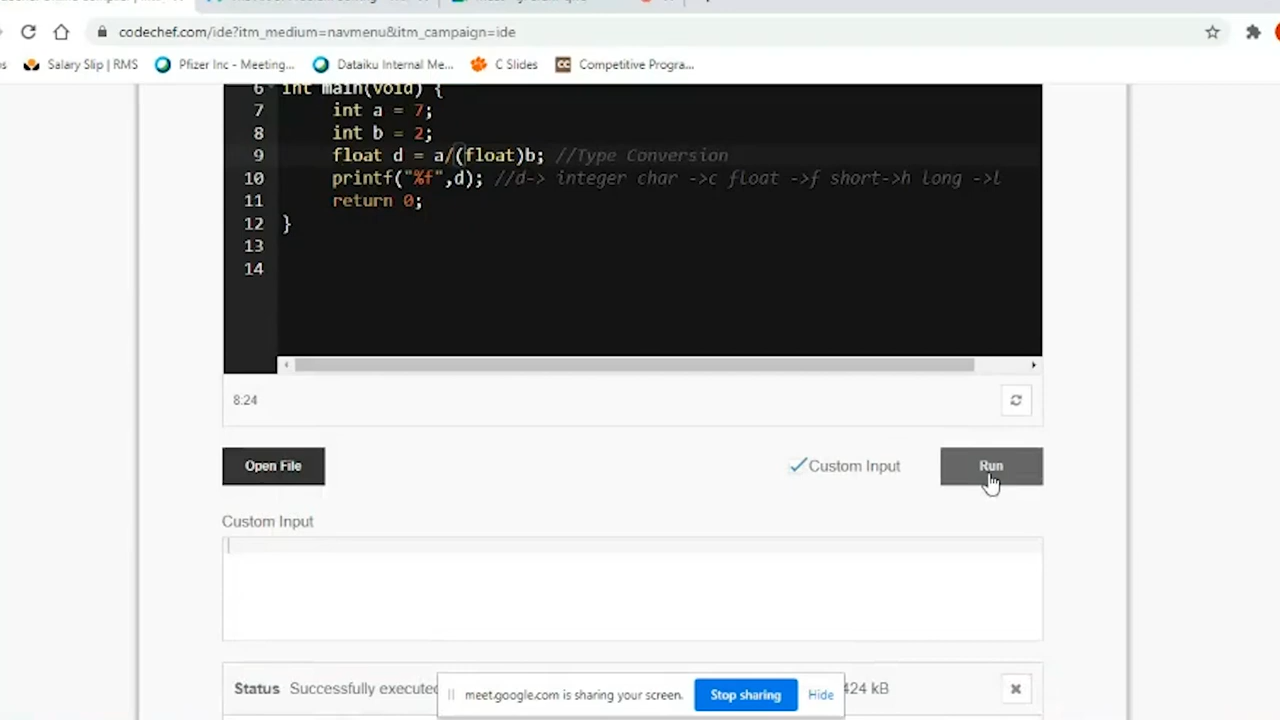 codechef.com/ide?itm_medium=navmenu&itm_campaign=ide
Salary Slip | RMS Pfizer Inc - Meeting... Dataiku Internal Me... C Slides CC Competitive Progra...
6 int main(void) {
7 int a = 7;
8 int b = 2;
9 float d = a/(float)b; //Type Conversion
10 printf("%f",d); //d-> integer char ->c float ->f short->h long ->l
11 return 0;
12 }
13
14
8:24
Open File Custom Input Run
Custom Input
Status Successfully executed 424 kB
meet.google.com is sharing your screen. Stop sharing Hide